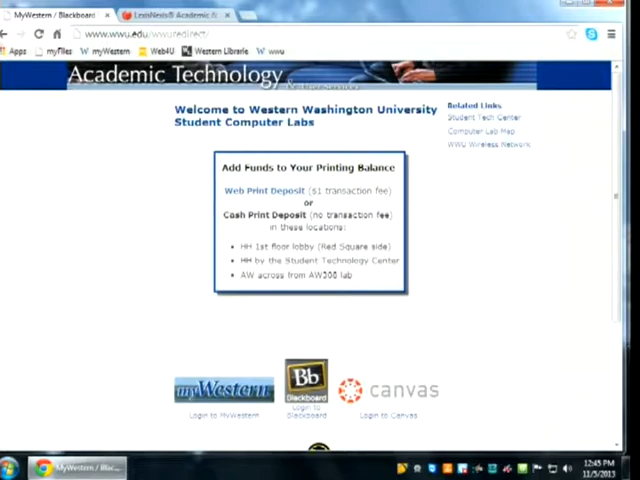 MyWestern / Blackboard
LexisNexis® Academic
www.wwu.edu/wwuredirect/
Apps myFiles myWestern Web4U Western Librarie wwu
Academic Technology
Welcome to Western Washington University
Student Computer Labs
Related Links
Student Tech Center
Computer Lab Map
WWU Wireless Network
Add Funds to Your Printing Balance
Web Print Deposit ($1 transaction fee)
or
Cash Print Deposit (no transaction fee)
in these locations:
HH 1st floor lobby (Red Square side)
HH by the Student Technology Center
AW across from AW308 lab
myWestern
Bb
Blackboard
canvas
Login to MyWestern
Login to
Blackboard
Login to Canvas
MyWestern / Blac...
12:45 PM
11/5/2013